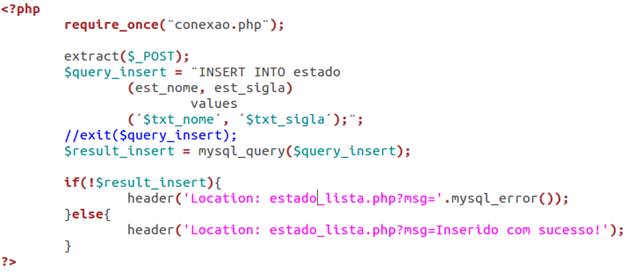 <?php
require_once(¨conexao.php¨);
extract($_POST);
$query_insert = ¨INSERT INTO estado
(est_nome, est_sigla)
values
(´$txt_nome´, ´$txt_sigla´);¨;
//exit($query_insert);
$result_insert = mysql_query($query_insert);
if(!$result_insert){
header('Location: estado_lista.php?msg='.mysql_error());
}else{
header('Location: estado_lista.php?msg=Inserido com sucesso!');
}
?>